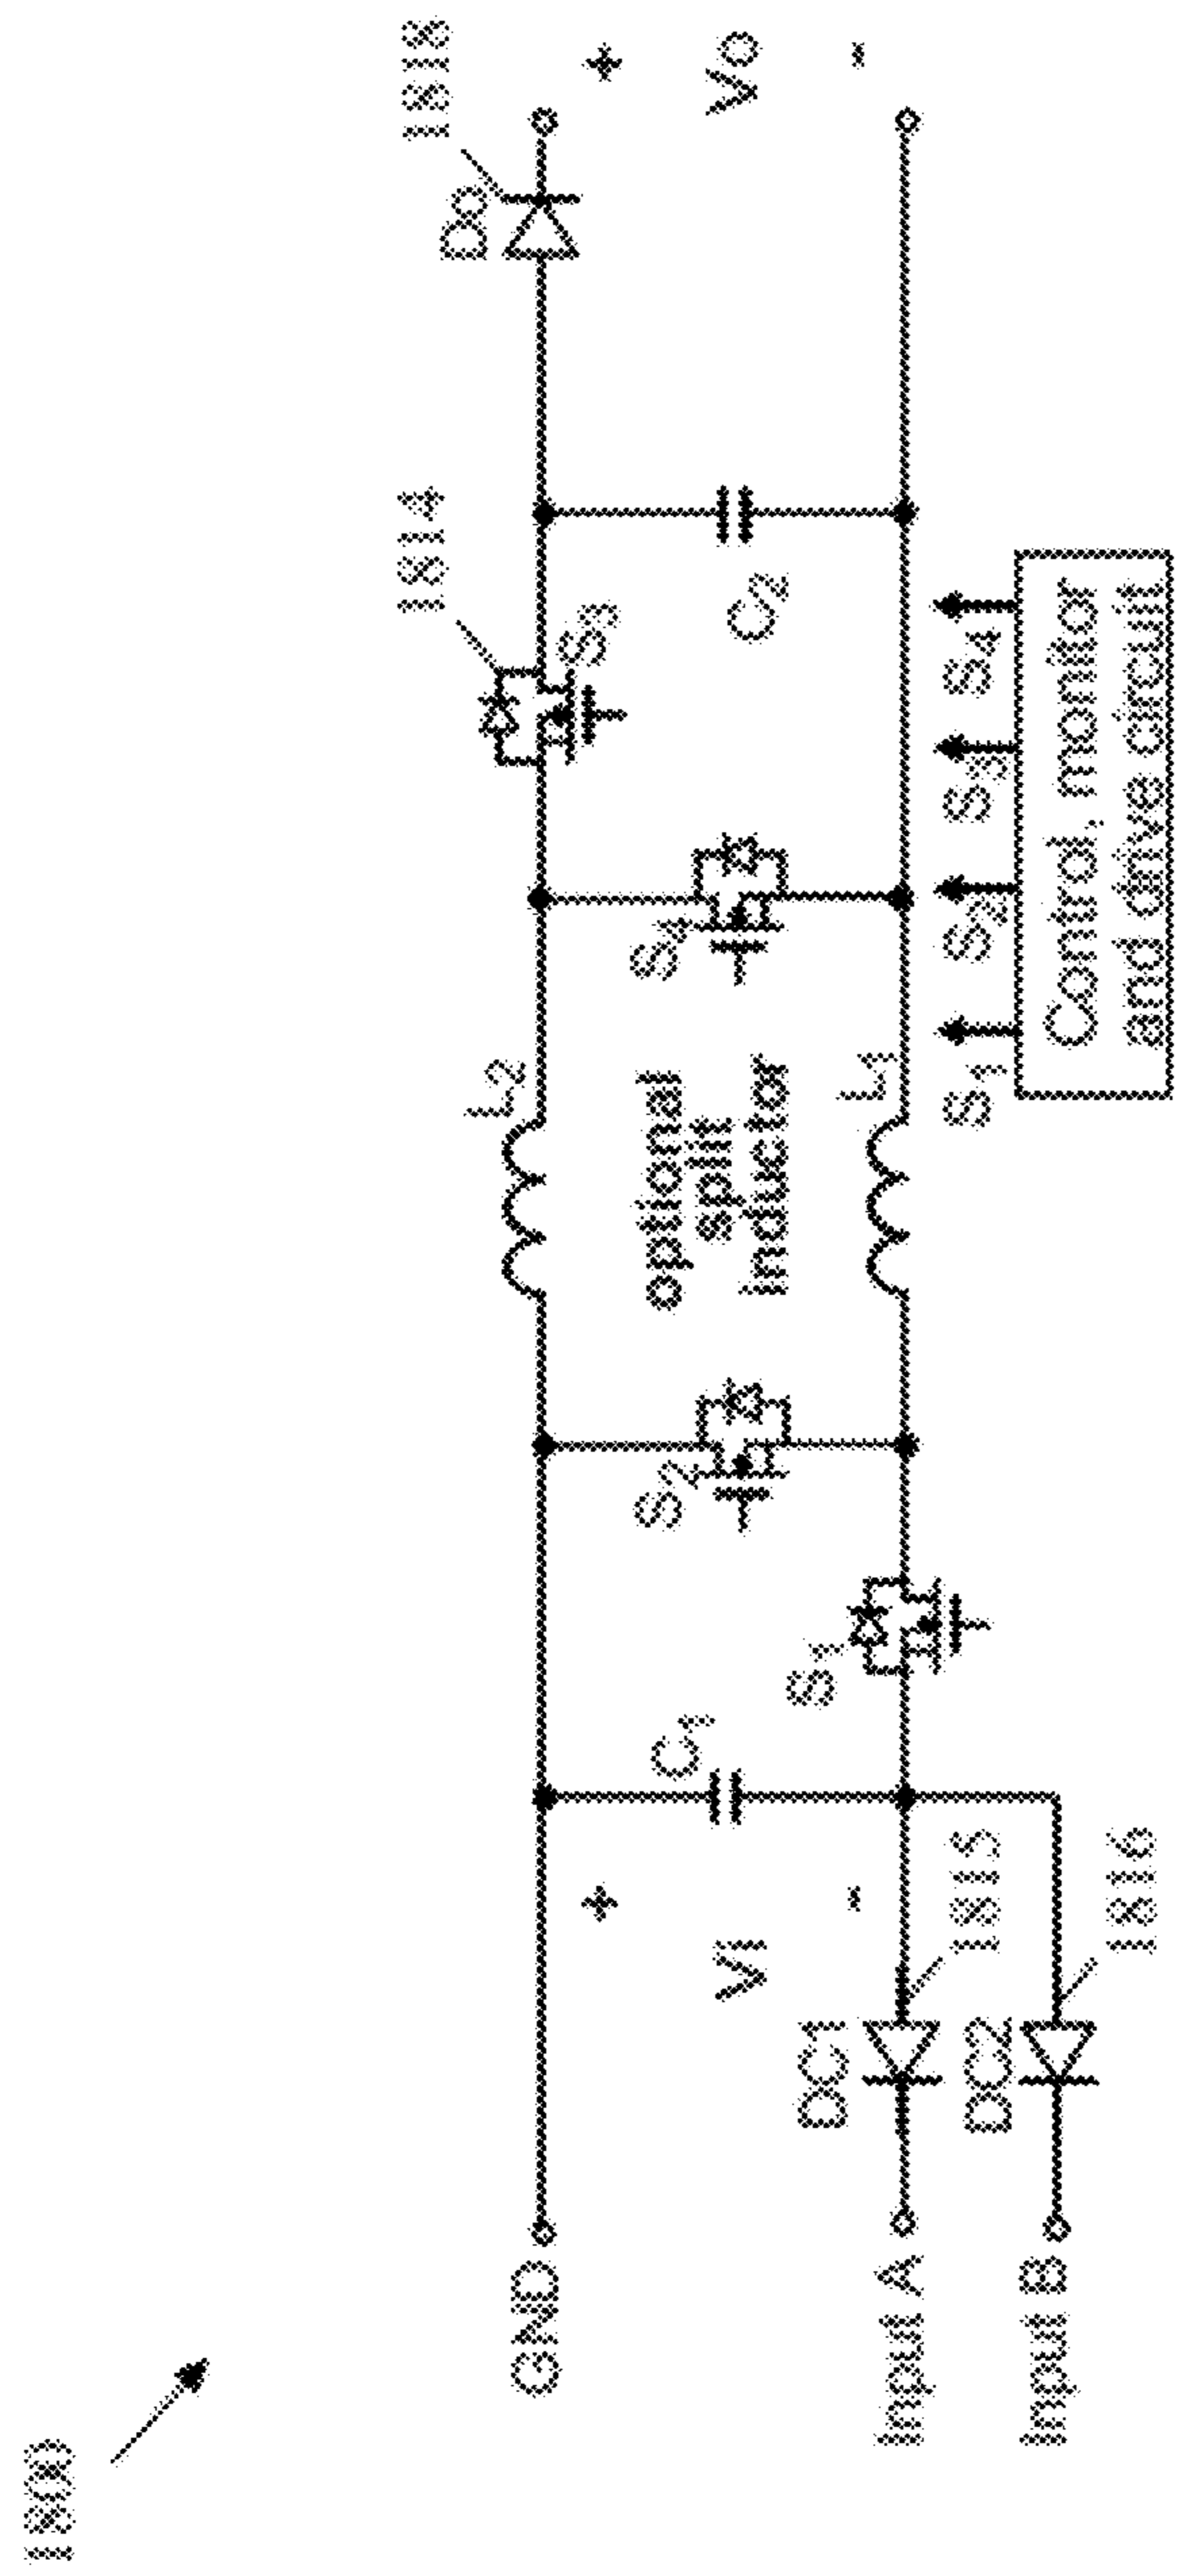 1800
GND
Input A
Input B
Vi
+
-
DC1
1815
DC2
1816
C1
S1
S2
L2
optional
split
inductor
L1
S4
S3
1814
C2
Do
1818
+
Vo
-
S1
S2
S3
S4
Control, monitor
and drive circuit